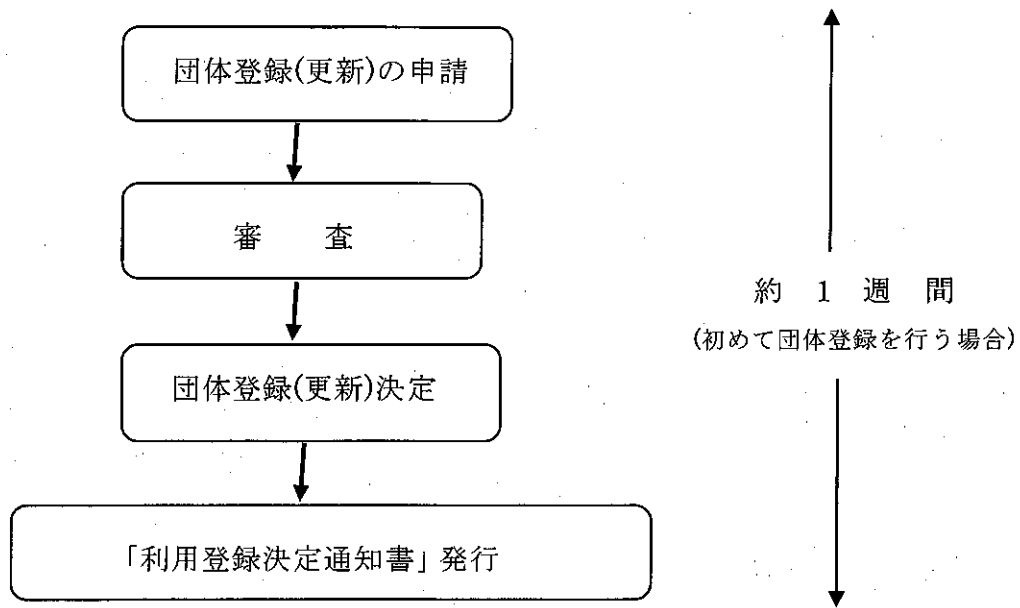 団体登録(更新)の申請
審　　査
約　1　週　間
(初めて団体登録を行う場合)
団体登録(更新)決定
「利用登録決定通知書」発行